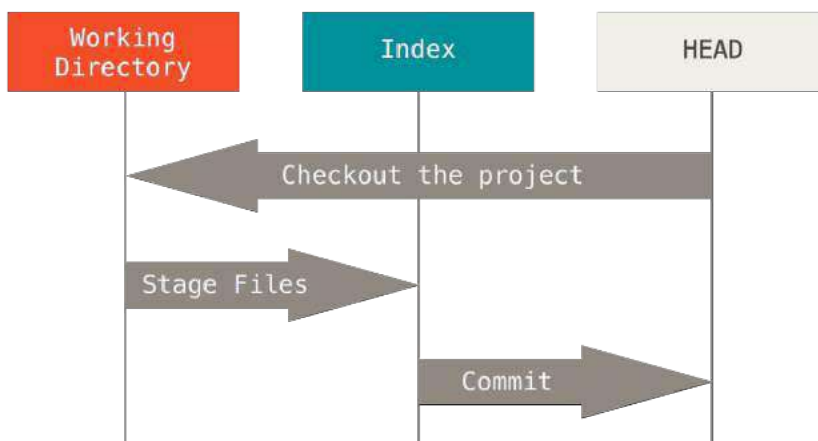 Working
Directory
Index
HEAD
Checkout the project
Stage Files
Commit